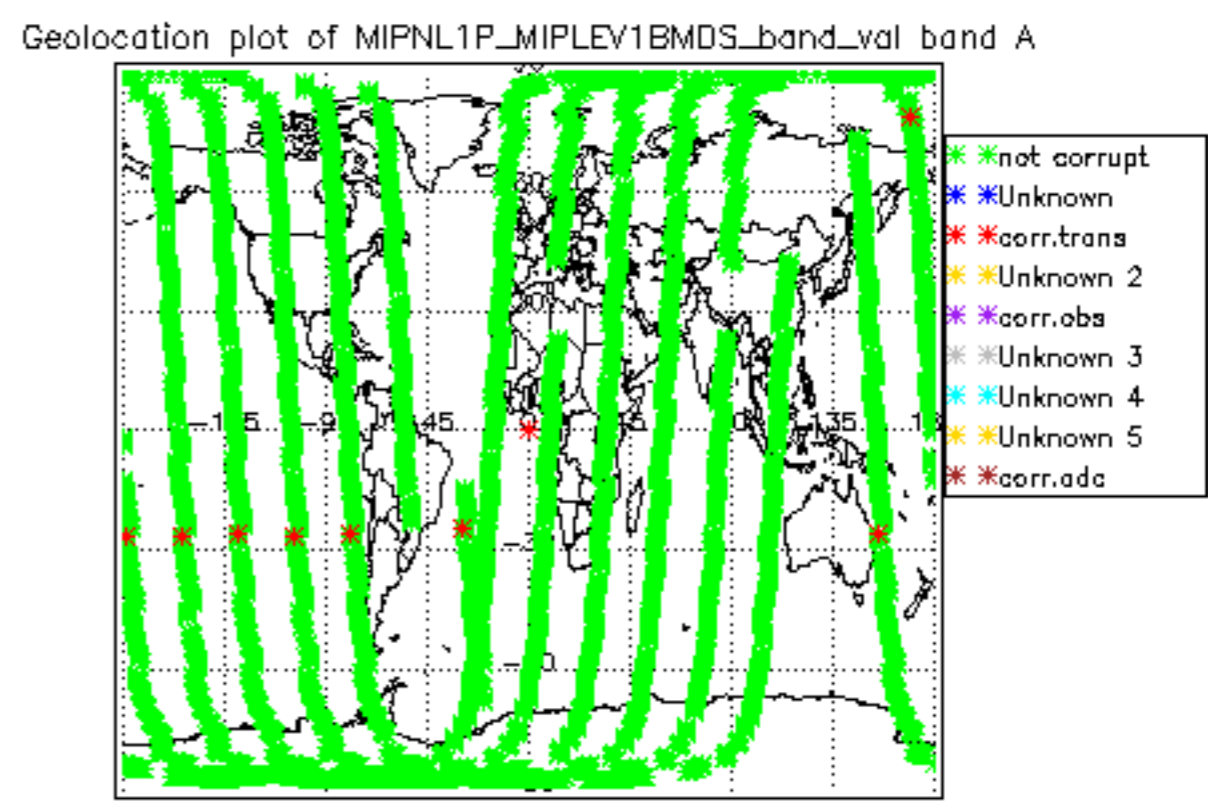 Geolocation plot of MIPNL1P_MIPLEV1BMDS_band_val band A
not corrupt
Unknown
corr.trans
Unknown 2
corr.obs
Unknown 3
Unknown 4
Unknown 5
corr.adc
45 135